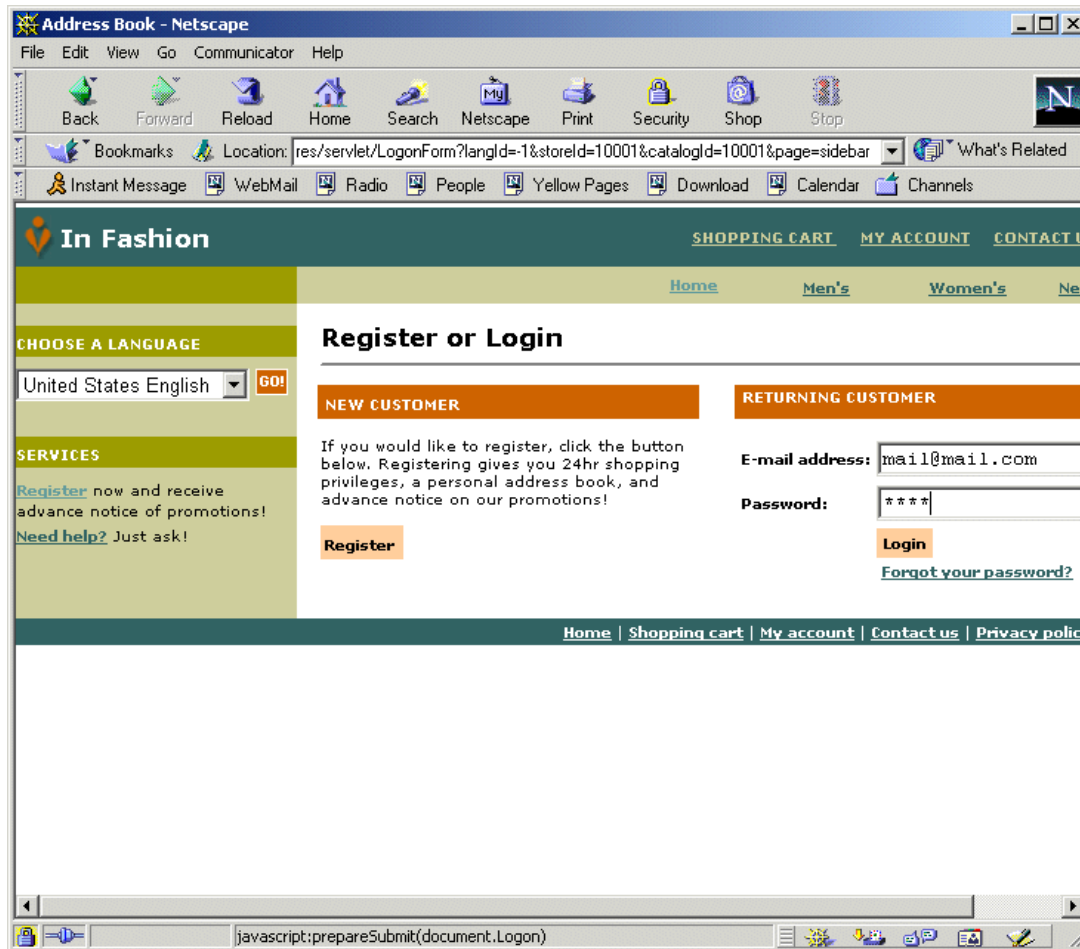 Address Book - Netscape
File Edit View Go Communicator Help
Back Forward Reload Home Search Netscape Print Security Shop Stop
My
N
Bookmarks Location: res/servlet/LogonForm?langId=-1&storeId=10001&catalogId=10001&page=sidebar What's Related
Instant Message WebMail Radio People Yellow Pages Download Calendar Channels
In Fashion
SHOPPING CART MY ACCOUNT CONTACT U
Home Men's Women's Ne
CHOOSE A LANGUAGE
United States English GO!
SERVICES
Register now and receive
advance notice of promotions!
Need help? Just ask!
Register or Login
NEW CUSTOMER
If you would like to register, click the button
below. Registering gives you 24hr shopping
privileges, a personal address book, and
advance notice on our promotions!
Register
RETURNING CUSTOMER
E-mail address: mail@mail.com
Password: ****
Login
Forgot your password?
Home | Shopping cart | My account | Contact us | Privacy polic
javascript:prepareSubmit(document.Logon)